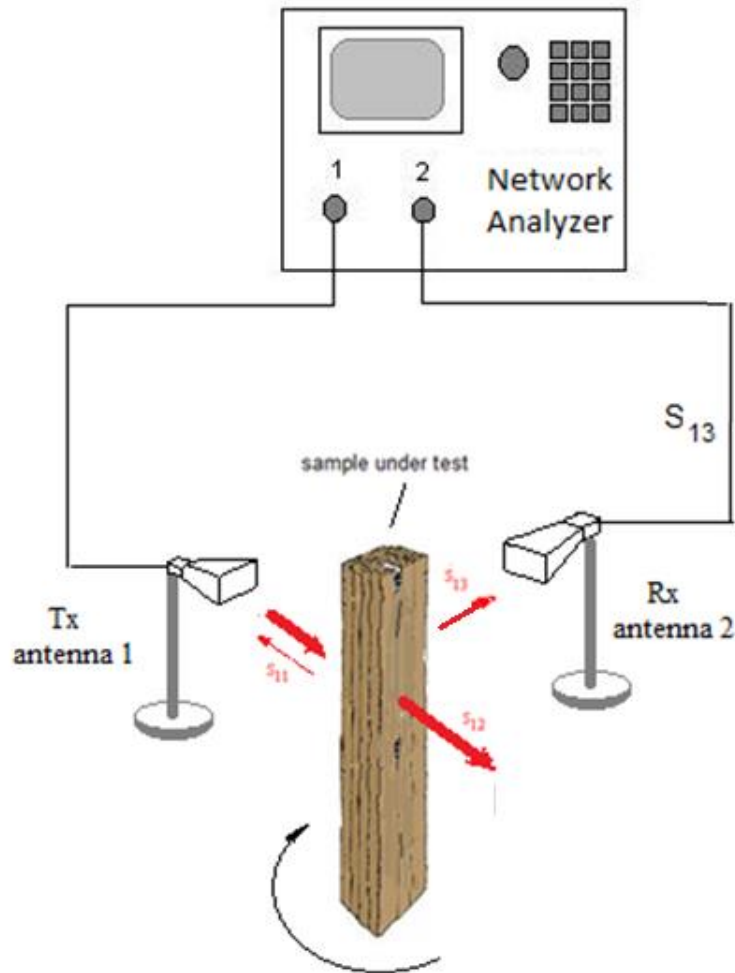 1
2
Network
Analyzer
S₁₃
sample under test
S₁₃
Tx
antenna 1
Rx
antenna 2
S₁₁
S₁₂